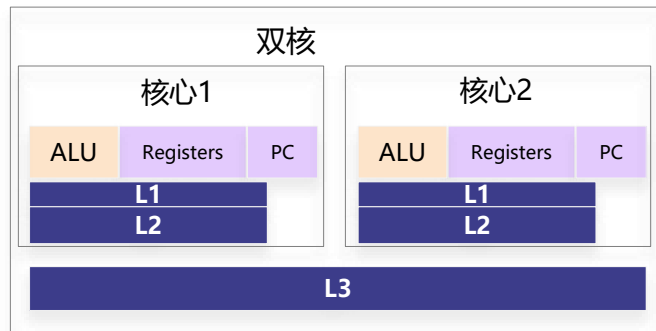 双核
核心1
核心2
ALU Registers PC
ALU Registers PC
L1
L1
L2
L2
L3